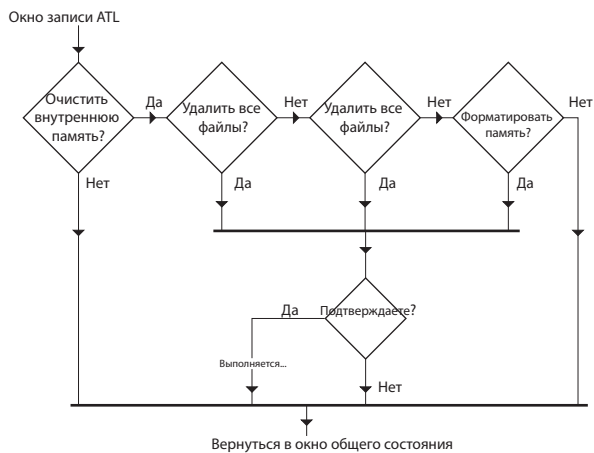 Окно записи ATL
Очистить
внутреннюю
память?
Да
Удалить все
файлы?
Нет
Удалить все
файлы?
Нет
Форматировать
память?
Нет
Нет
Да
Да
Да
Да
Подтверждаете?
Выполняется...
Нет
Вернуться в окно общего состояния